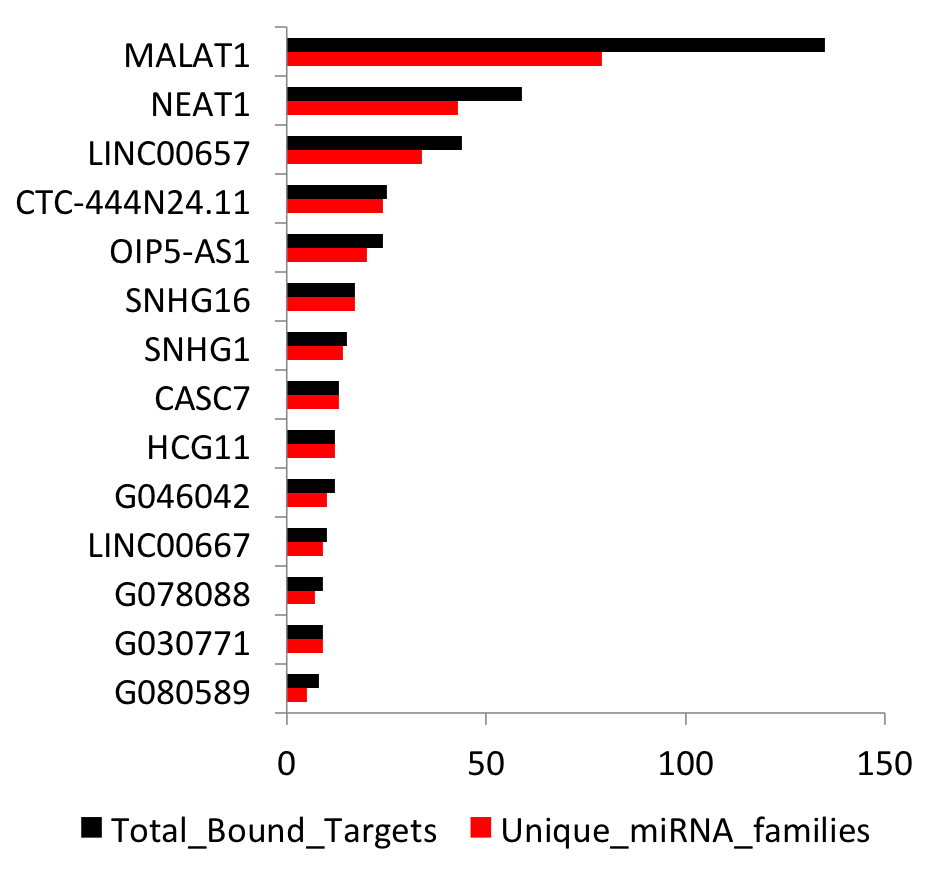 MALAT1
NEAT1
LINC00657
CTC-444N24.11
OIP5-AS1
SNHG16
SNHG1
CASC7
HCG11
G046042
LINC00667
G078088
G030771
G080589
0 50 100 150
Total_Bound_Targets Unique_miRNA_families